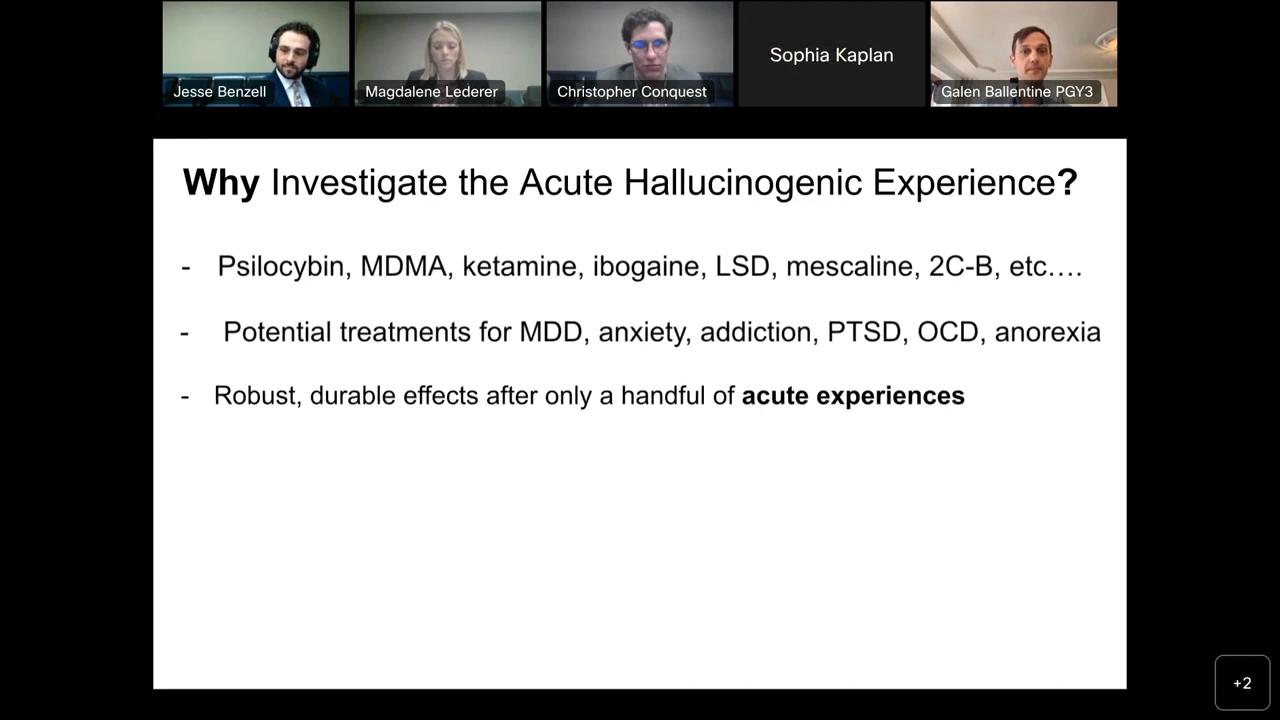 Jesse Benzell
Magdalene Lederer
Christopher Conquest
Sophia Kaplan
Galen Ballentine PGY3
Why Investigate the Acute Hallucinogenic Experience?
- Psilocybin, MDMA, ketamine, ibogaine, LSD, mescaline, 2C-B, etc….
- Potential treatments for MDD, anxiety, addiction, PTSD, OCD, anorexia
- Robust, durable effects after only a handful of acute experiences
+2